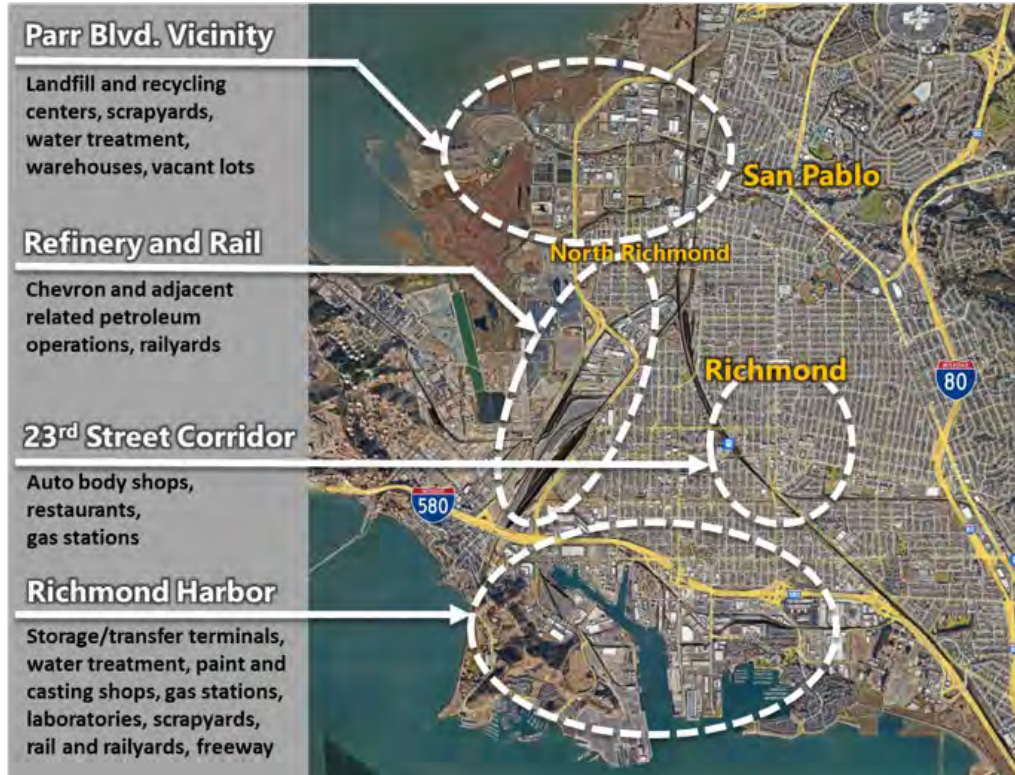 Parr Blvd. Vicinity
Landfill and recycling
centers, scrapyards,
water treatment,
warehouses, vacant lots
Refinery and Rail
Chevron and adjacent
related petroleum
operations, railyards
23rd Street Corridor
Auto body shops,
restaurants,
gas stations
Richmond Harbor
Storage/transfer terminals,
water treatment, paint and
casting shops, gas stations,
laboratories, scrapyards,
rail and railyards, freeway
San Pablo
North Richmond
Richmond
80
580